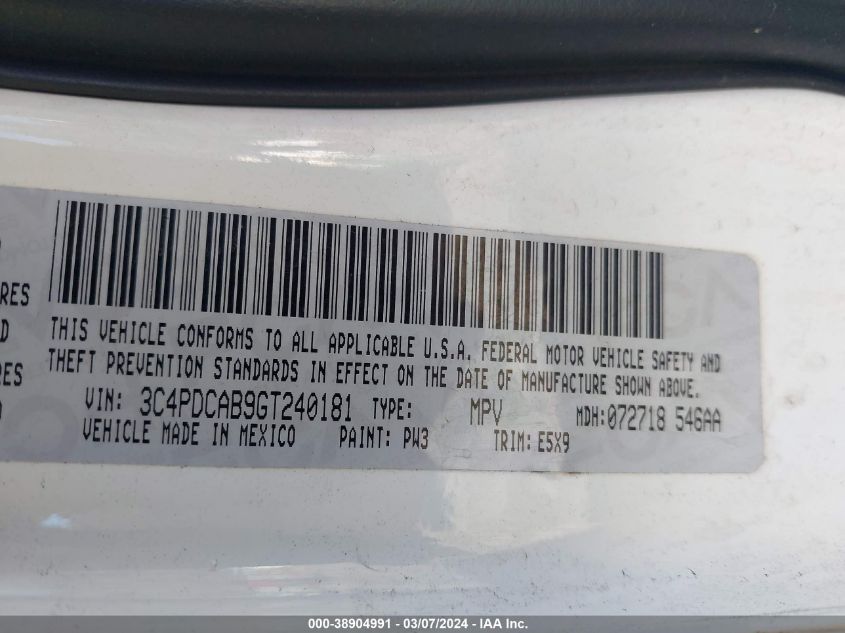 RES
D
RES
THIS VEHICLE CONFORMS TO ALL APPLICABLE U.S.A. FEDERAL MOTOR VEHICLE SAFETY AND
THEFT PREVENTION STANDARDS IN EFFECT ON THE DATE OF MANUFACTURE SHOWN ABOVE.
VIN: 3C4PDCAB9GT240181 TYPE: MPV MDH:072718 546AA
VEHICLE MADE IN MEXICO PAINT: PW3 TRIM: E5X9
000-38904991 - 03/07/2024 - IAA Inc.